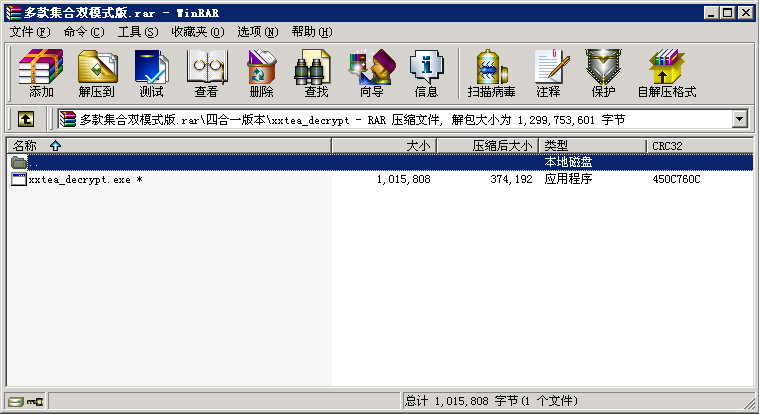 多款集合双模式版.rar - WinRAR
文件(F) 命令(C) 工具(S) 收藏夹(O) 选项(N) 帮助(H)
添加 解压到 测试 查看 删除 查找 向导 信息 扫描病毒 注释 保护 自解压格式
多款集合双模式版.rar\四合一版本\xxtea_decrypt - RAR 压缩文件, 解包大小为 1,299,753,601 字节
名称 大小 压缩后大小 类型 CRC32
.. 本地磁盘
xxtea_decrypt.exe * 1,015,808 374,192 应用程序 450C760C
总计 1,015,808 字节(1 个文件)